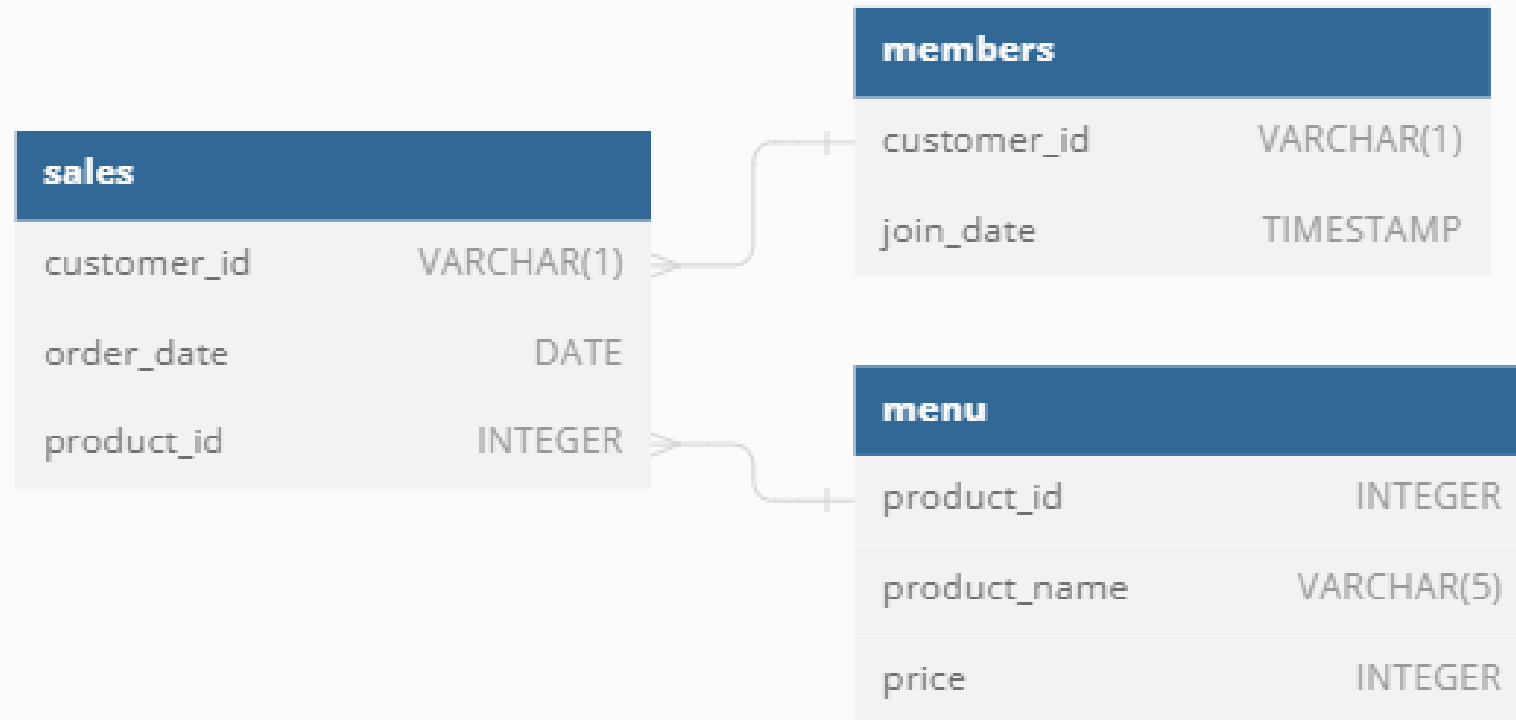 sales
customer_id VARCHAR(1)
order_date DATE
product_id INTEGER
members
customer_id VARCHAR(1)
join_date TIMESTAMP
menu
product_id INTEGER
product_name VARCHAR(5)
price INTEGER